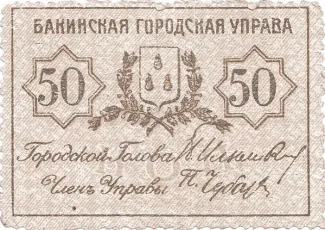 БАКИНСКАЯ ГОРОДСКАЯ УПРАВА
50 50
Городской Голова
Членъ Управы